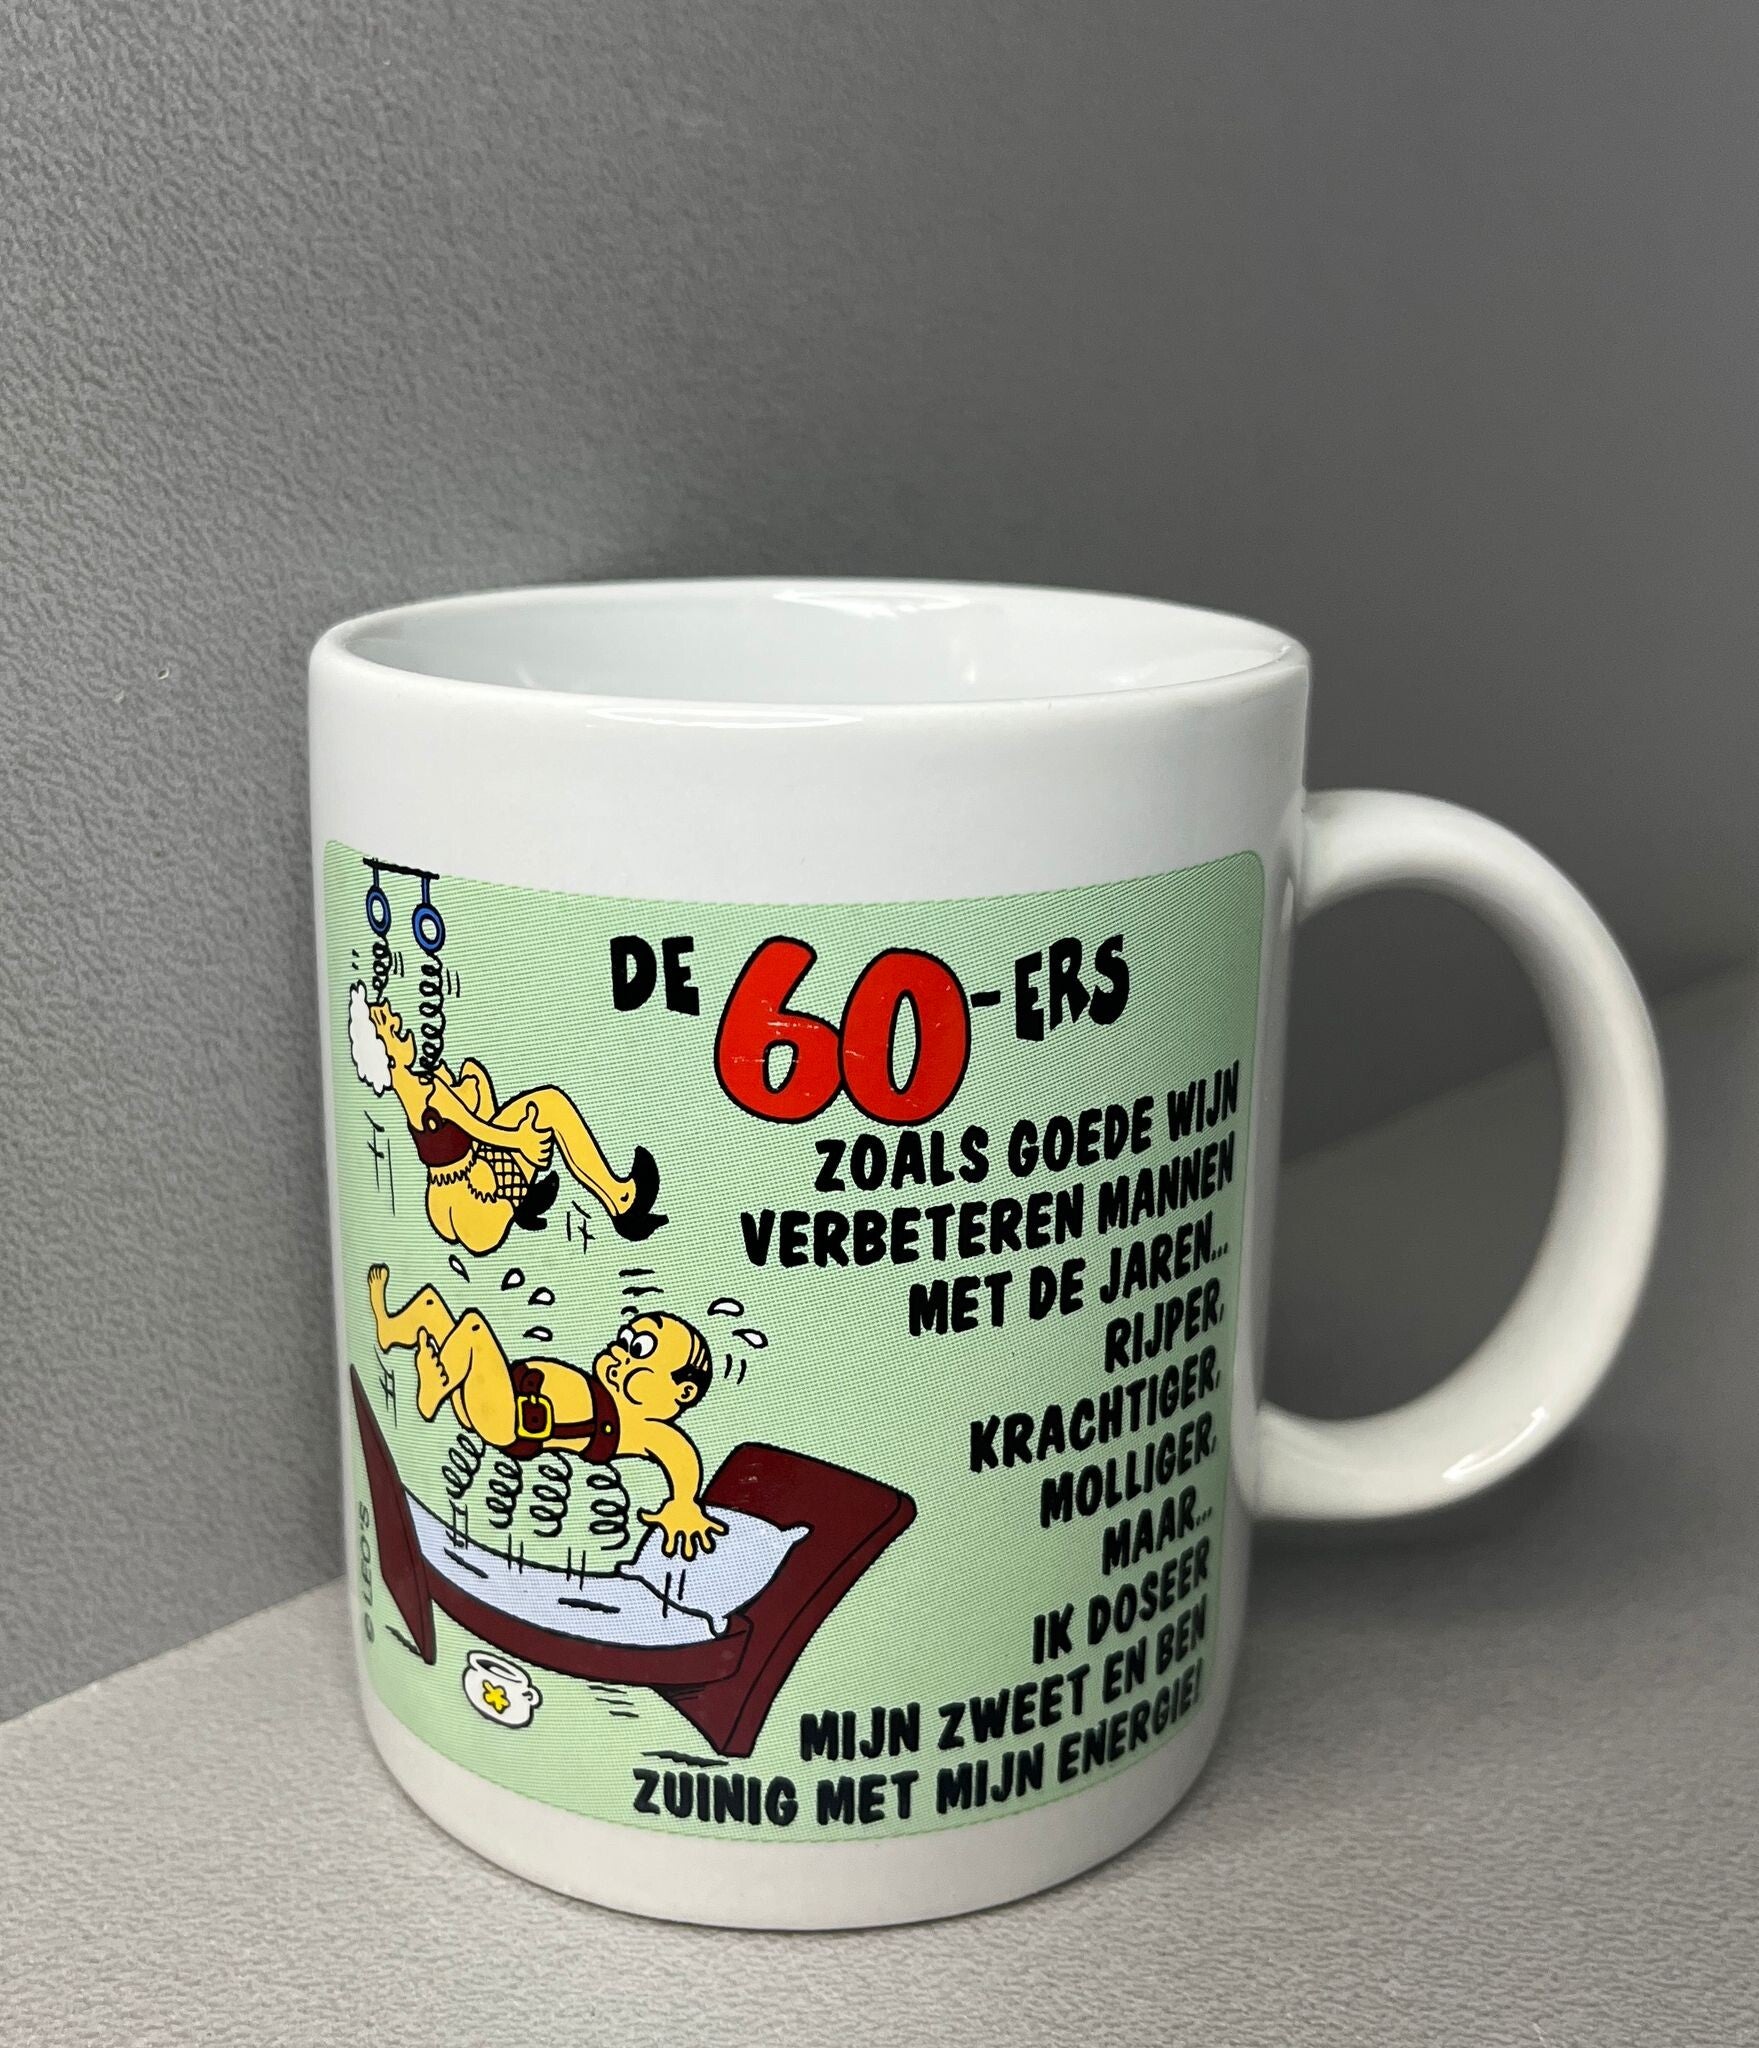 DE 60-ERS
ZOALS GOEDE WIJN
VERBETEREN MANNEN
MET DE JAREN...
RIJPER,
KRACHTIGER,
MOLLIGER,
MAAR...
IK DOSEER
MIJN ZWEET EN BEN
ZUINIG MET MIJN ENERGIE!
© LEO'S